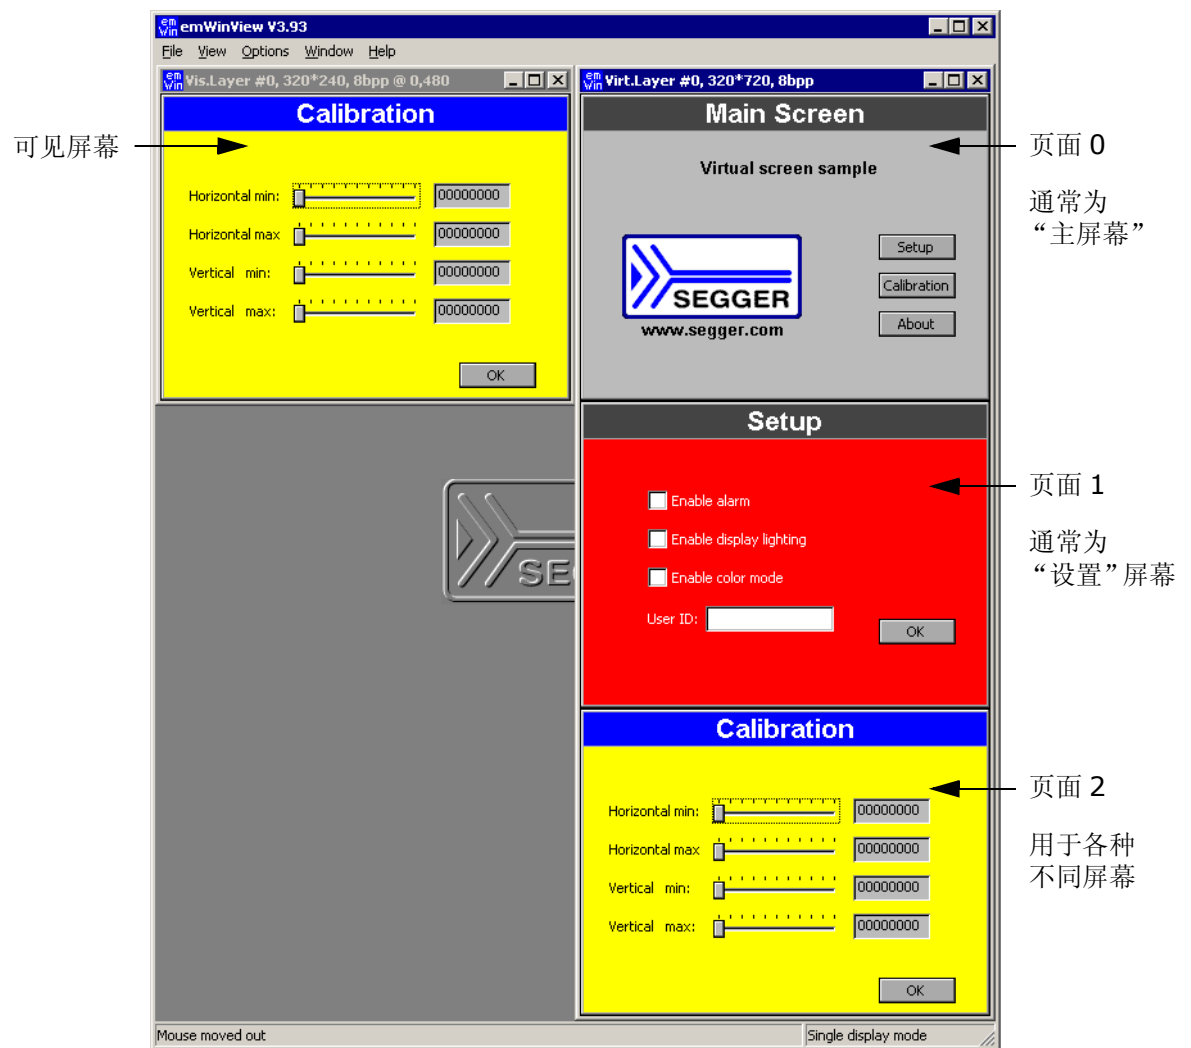 emWin emWinView V3.93
File View Options Window Help
emWin Vis.Layer #0, 320*240, 8bpp @ 0,480
Calibration
Horizontal min: 00000000
Horizontal max 00000000
Vertical min: 00000000
Vertical max: 00000000
OK
可见屏幕
SE
emWin Virt.Layer #0, 320*720, 8bpp
Main Screen
Virtual screen sample
SEGGER
www.segger.com
Setup
Calibration
About
页面 0
通常为
“主屏幕”
Setup
Enable alarm
Enable display lighting
Enable color mode
User ID:
OK
页面 1
通常为
“设置”屏幕
Calibration
Horizontal min: 00000000
Horizontal max 00000000
Vertical min: 00000000
Vertical max: 00000000
OK
页面 2
用于各种
不同屏幕
Mouse moved out
Single display mode